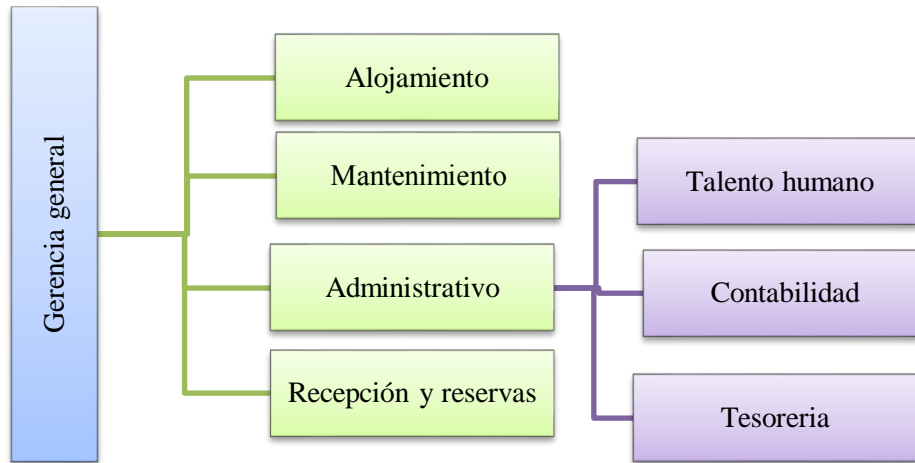 Gerencia general
Alojamiento
Mantenimiento
Administrativo
Recepción y reservas
Talento humano
Contabilidad
Tesoreria